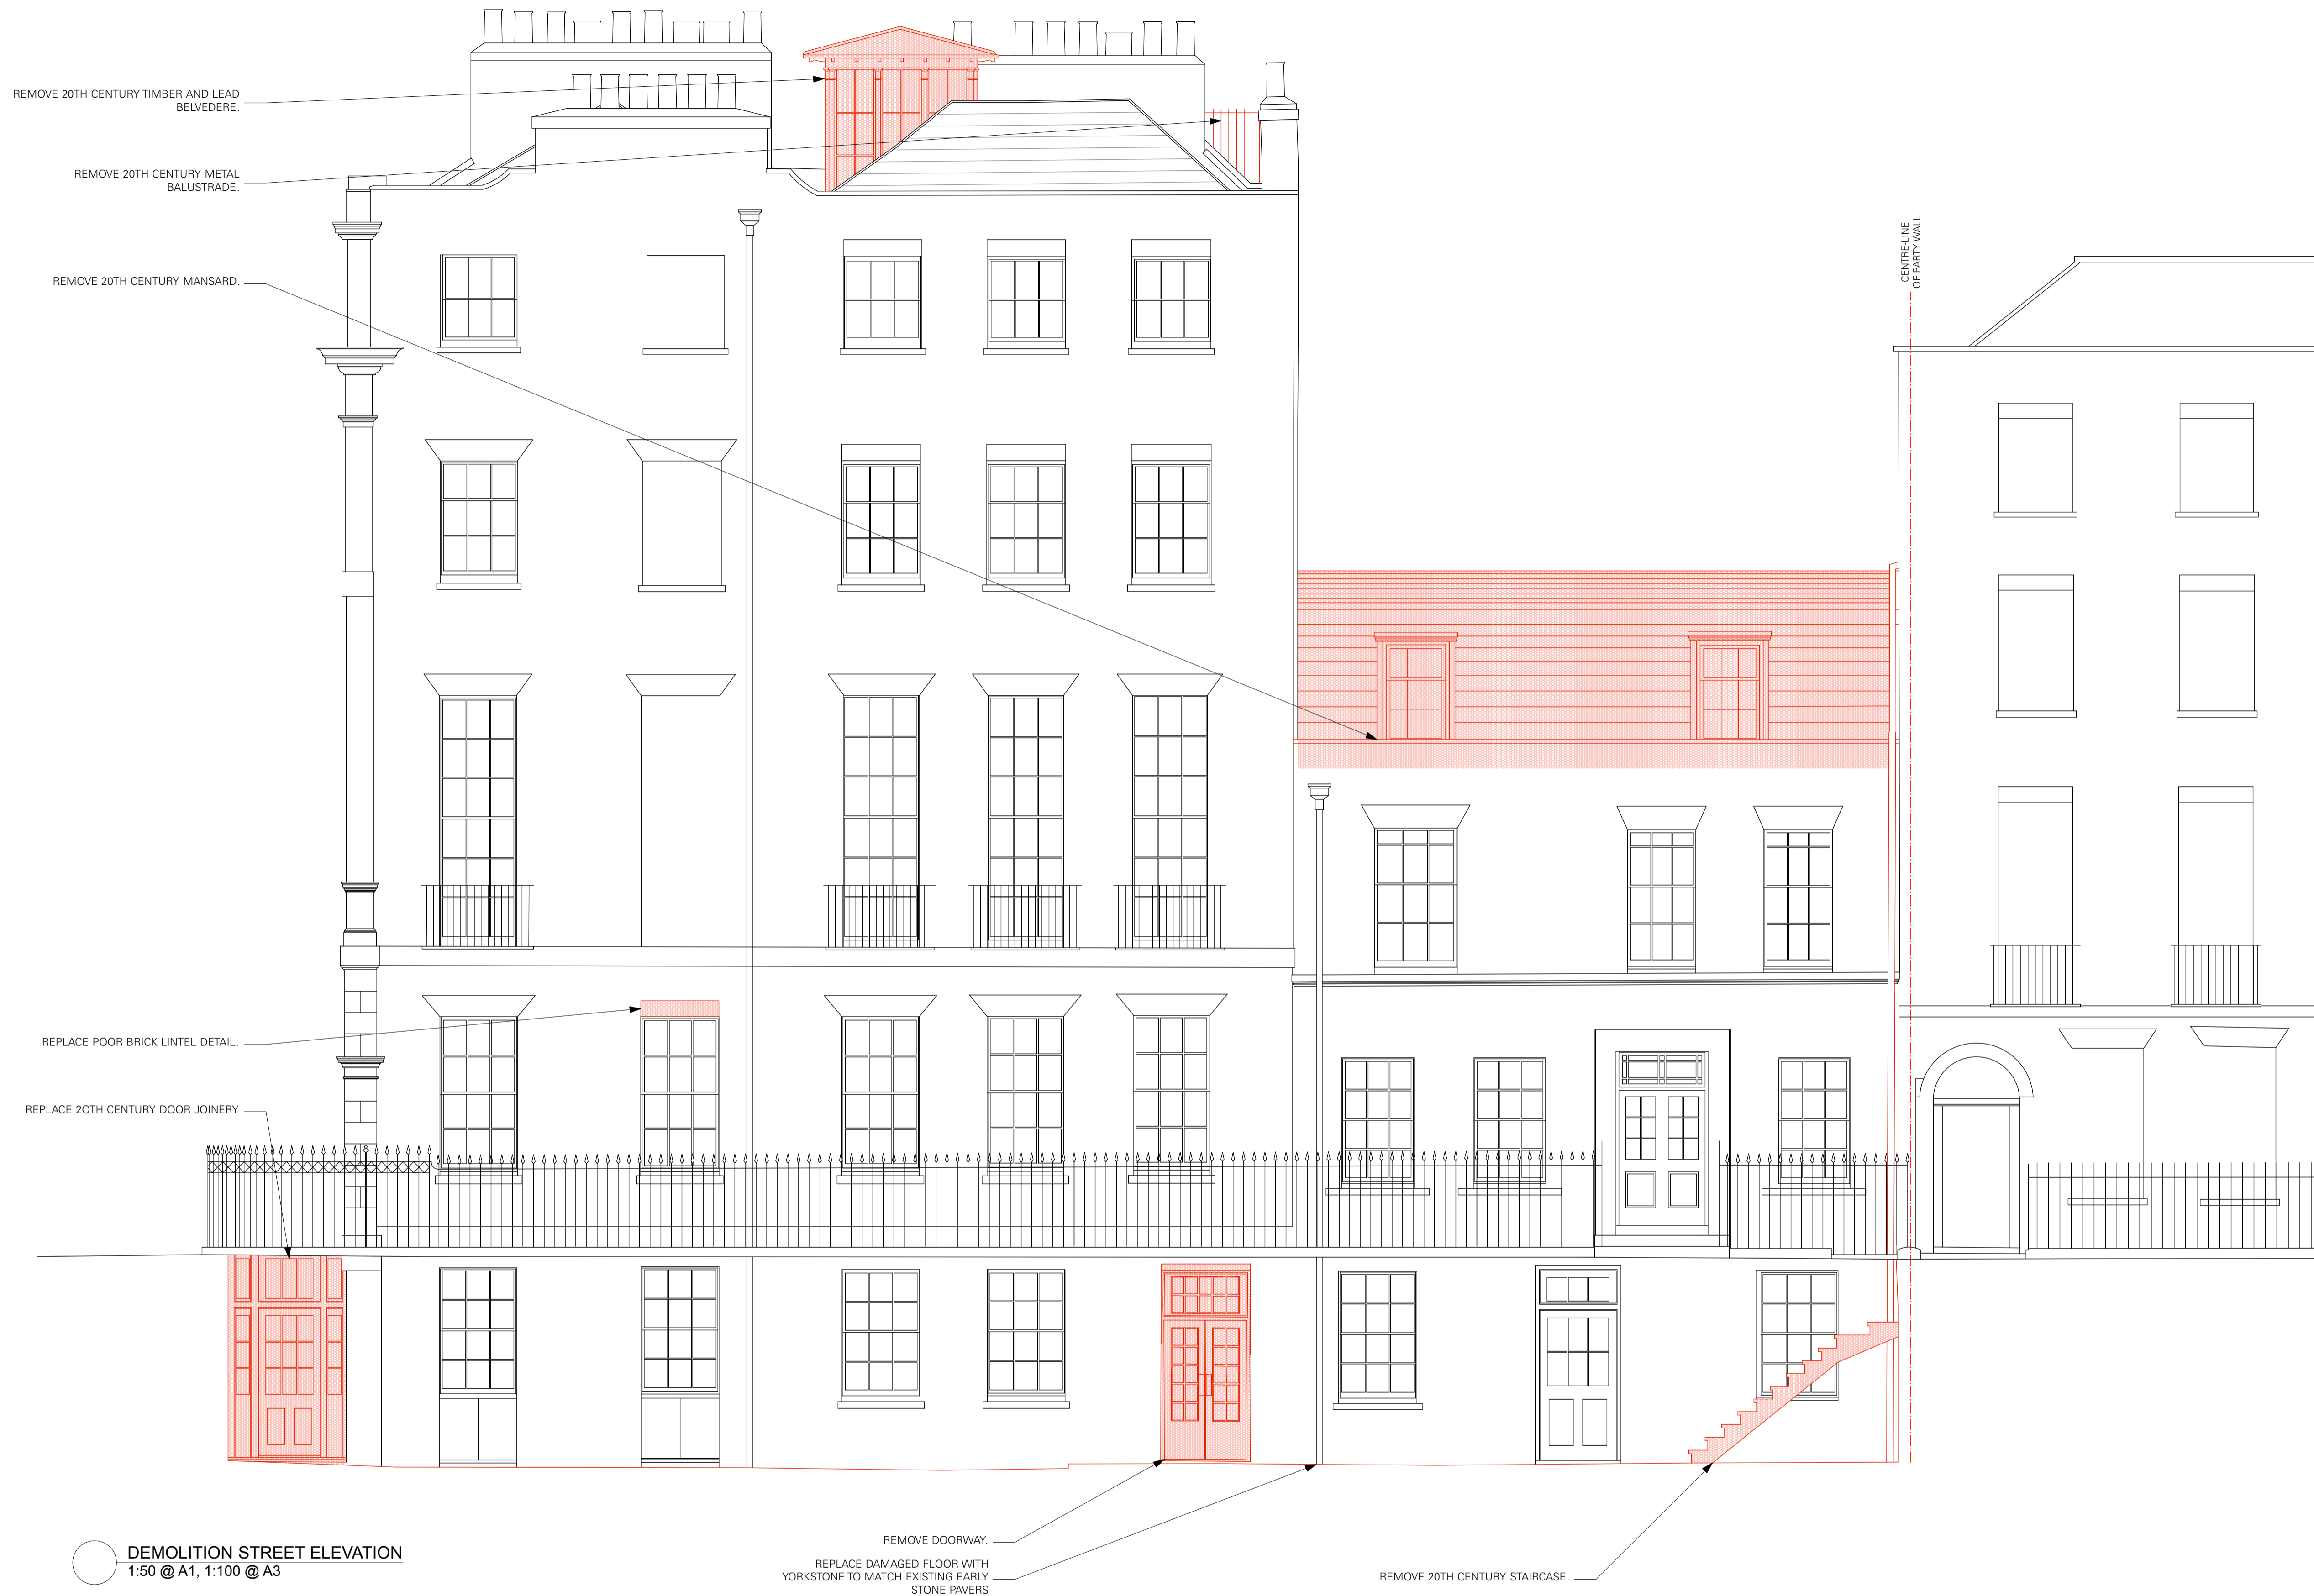 REMOVE 20TH CENTURY TIMBER AND LEAD
BELVEDERE.
REMOVE 20TH CENTURY METAL
BALUSTRADE.
REMOVE 20TH CENTURY MANSARD.
CENTRE-LINE
OF PARTY WALL
REPLACE POOR BRICK LINTEL DETAIL.
REPLACE 2OTH CENTURY DOOR JOINERY
REMOVE DOORWAY.
REPLACE DAMAGED FLOOR WITH
YORKSTONE TO MATCH EXISTING EARLY
STONE PAVERS
REMOVE 20TH CENTURY STAIRCASE.
DEMOLITION STREET ELEVATION
1:50 @ A1, 1:100 @ A3